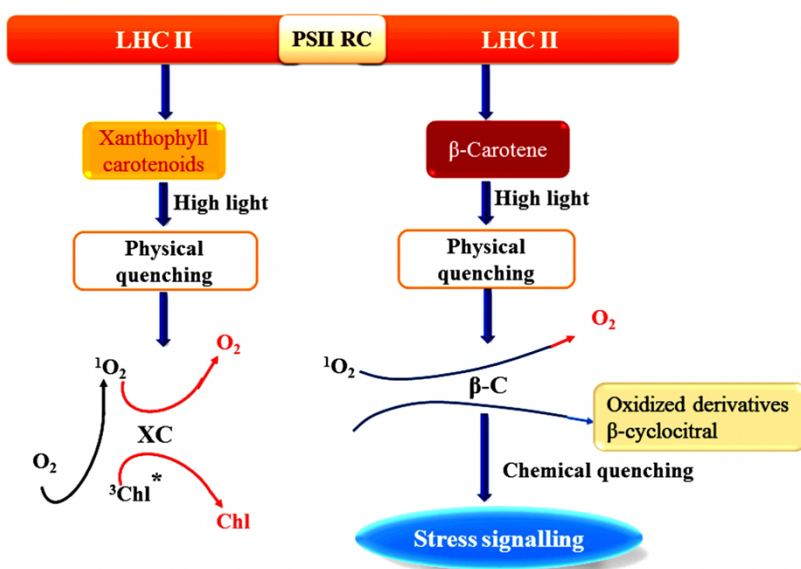 LHC II PSII RC LHC II
Xanthophyll
carotenoids
High light
Physical
quenching
O₂
¹O₂
XC
O₂
³Chl*
Chl
β-Carotene
High light
Physical
quenching
O₂
¹O₂
β-C
Oxidized derivatives
β-cyclocitral
Chemical quenching
Stress signalling